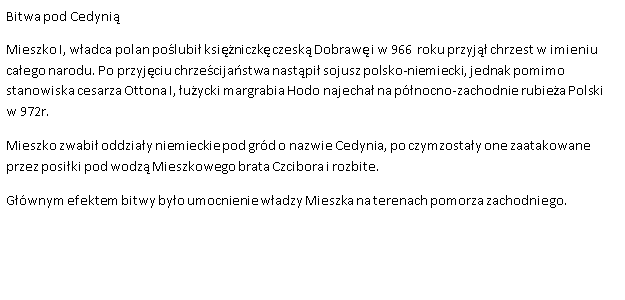 Bitwa pod Cedynią
Mieszko I, władca polan poślubił księżniczkę czeską Dobrawę i w 966 roku przyjął chrzest w imieniu
całego narodu. Po przyjęciu chrześcijaństwa nastąpił sojusz polsko-niemiecki, jednak pomimo
stanowiska cesarza Ottona I, łużycki margrabia Hodo najechał na północno-zachodnie rubieża Polski
w 972r.
Mieszko zwabił oddziały niemieckie pod gród o nazwie Cedynia, po czym zostały one zaatakowane
przez posiłki pod wodzą Mieszkowego brata Czcibora i rozbite.
Głównym efektem bitwy było umocnienie władzy Mieszka na terenach pomorza zachodniego.